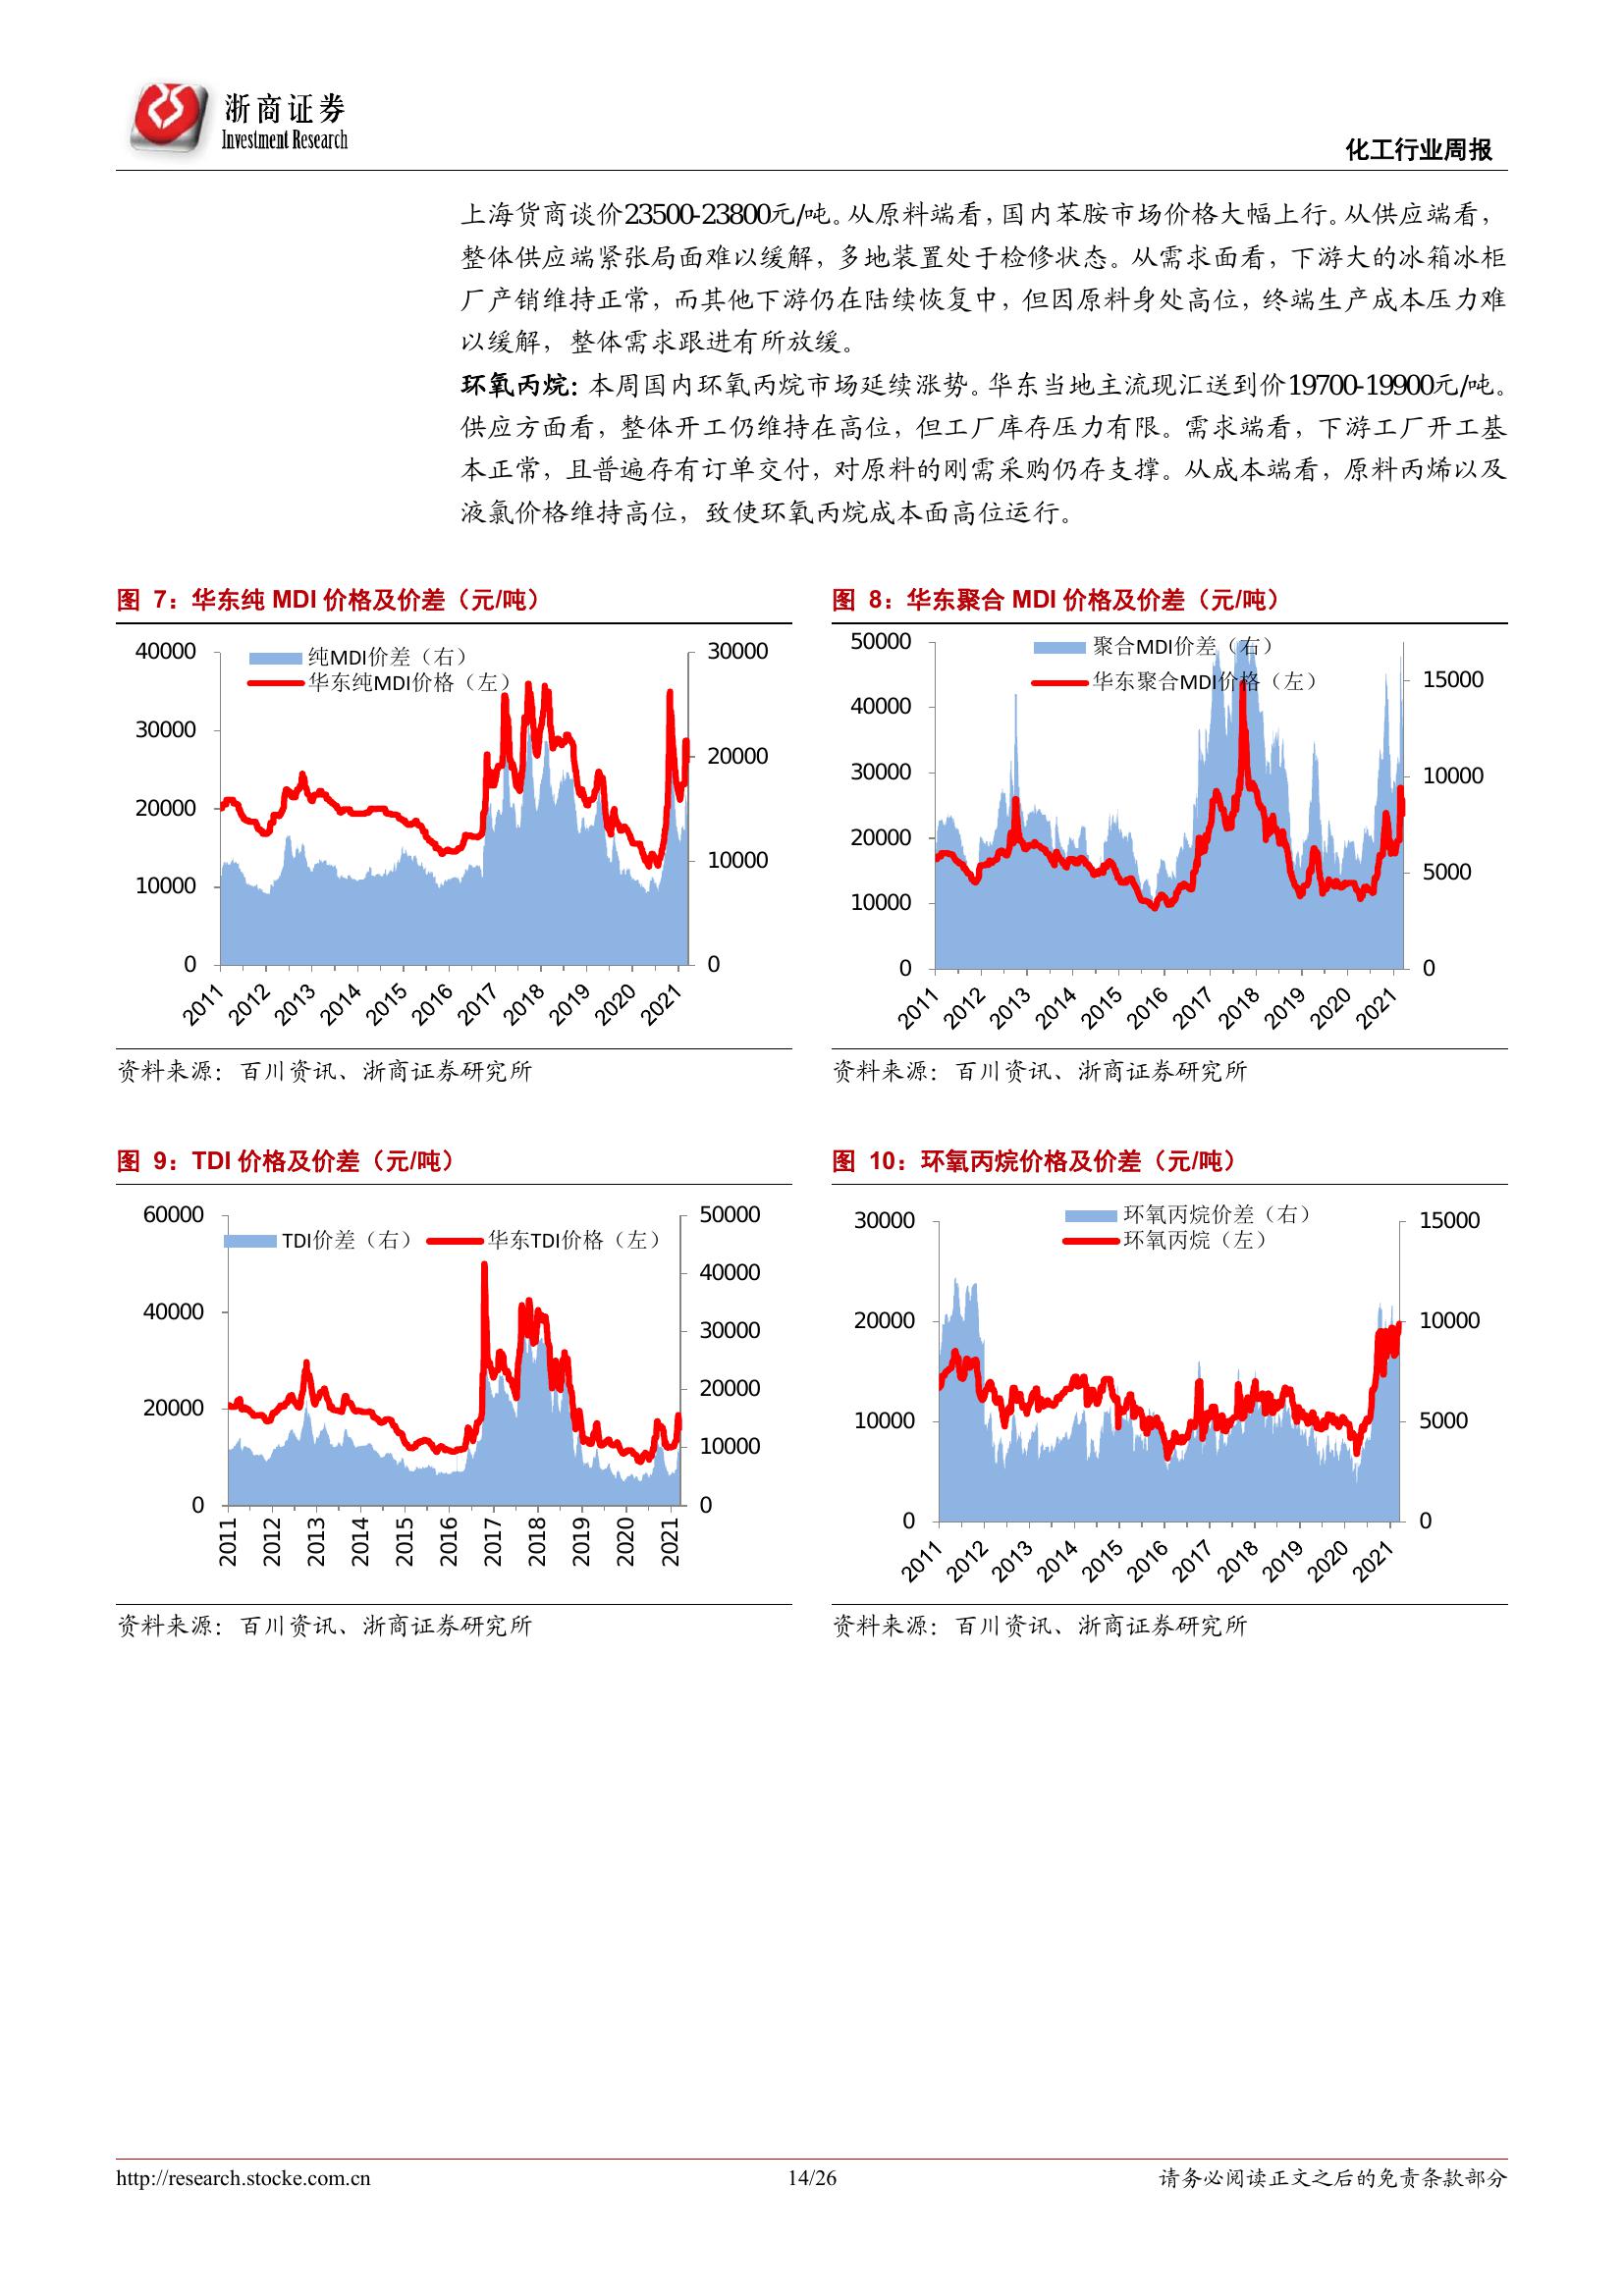 浙商证券
Investment Research
化工行业周报
上海货商谈价23500-23800元/吨。从原料端看，国内苯胺市场价格大幅上行。从供应端看，
整体供应端紧张局面难以缓解，多地装置处于检修状态。从需求面看，下游大的冰箱冰柜
厂产销维持正常，而其他下游仍在陆续恢复中，但因原料身处高位，终端生产成本压力难
以缓解，整体需求跟进有所放缓。
环氧丙烷：本周国内环氧丙烷市场延续涨势。华东当地主流现汇送到价19700-19900元/吨。
供应方面看，整体开工仍维持在高位，但工厂库存压力有限。需求端看，下游工厂开工基
本正常，且普遍存有订单交付，对原料的刚需采购仍存支撑。从成本端看，原料丙烯以及
液氯价格维持高位，致使环氧丙烷成本面高位运行。
图 7：华东纯 MDI 价格及价差（元/吨）
纯MDI价差（右）
华东纯MDI价格（左）
40000
30000
20000
10000
0
30000
20000
10000
0
2011 2012 2013 2014 2015 2016 2017 2018 2019 2020 2021
资料来源：百川资讯、浙商证券研究所
图 8：华东聚合 MDI 价格及价差（元/吨）
聚合MDI价差（右）
华东聚合MDI价格（左）
50000
40000
30000
20000
10000
0
15000
10000
5000
0
2011 2012 2013 2014 2015 2016 2017 2018 2019 2020 2021
资料来源：百川资讯、浙商证券研究所
图 9：TDI 价格及价差（元/吨）
TDI价差（右） 华东TDI价格（左）
60000
40000
20000
0
50000
40000
30000
20000
10000
0
2011 2012 2013 2014 2015 2016 2017 2018 2019 2020 2021
资料来源：百川资讯、浙商证券研究所
图 10：环氧丙烷价格及价差（元/吨）
环氧丙烷价差（右）
环氧丙烷（左）
30000
20000
10000
0
15000
10000
5000
0
2011 2012 2013 2014 2015 2016 2017 2018 2019 2020 2021
资料来源：百川资讯、浙商证券研究所
http://research.stocke.com.cn 14/26 请务必阅读正文之后的免责条款部分